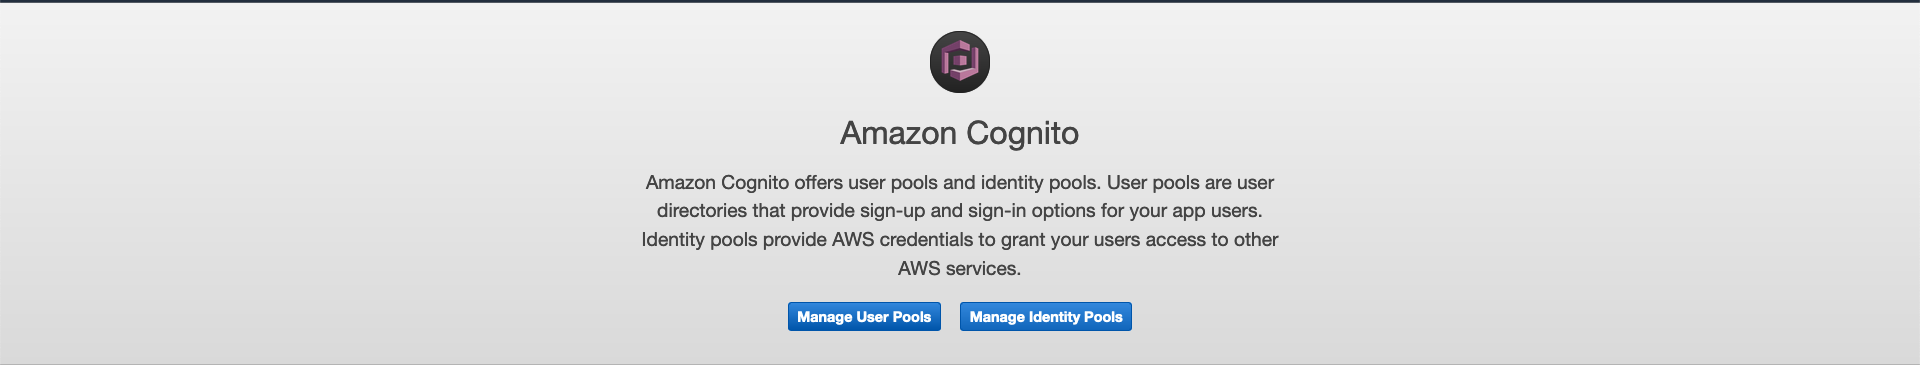 Amazon Cognito
Amazon Cognito offers user pools and identity pools. User pools are user
directories that provide sign-up and sign-in options for your app users.
Identity pools provide AWS credentials to grant your users access to other
AWS services.
Manage User Pools Manage Identity Pools